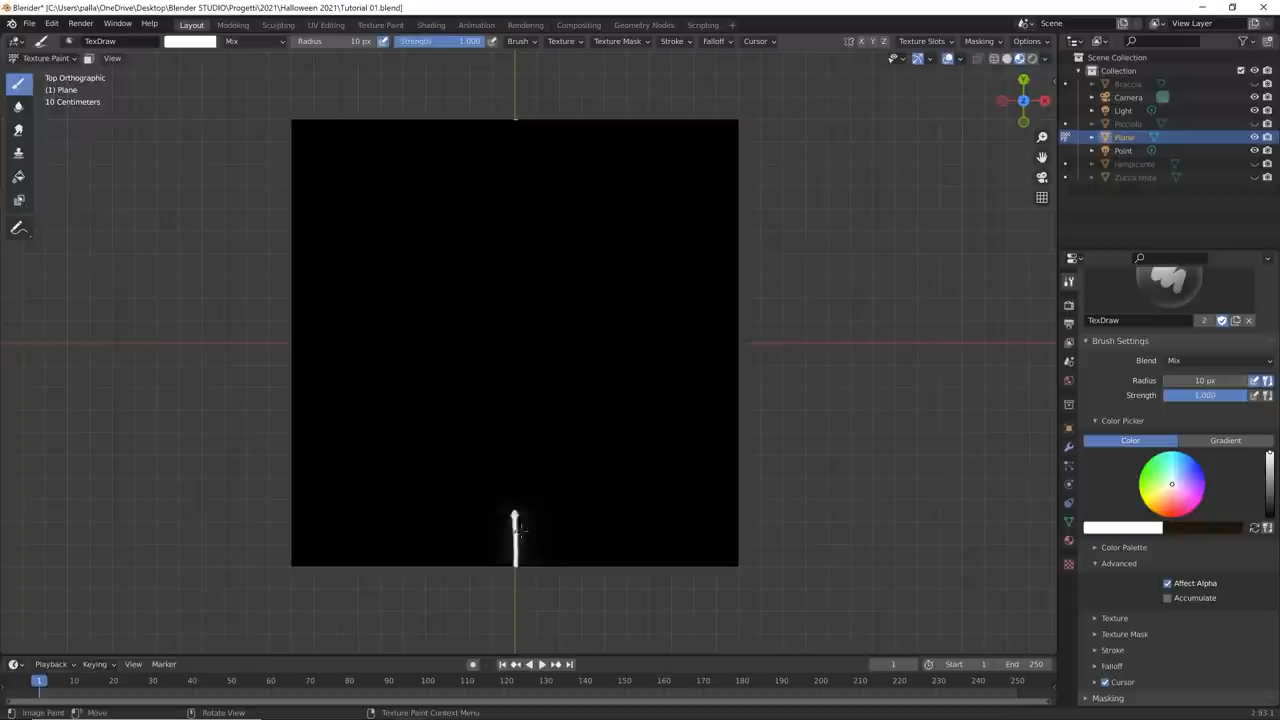 Blender* [C:\Users\palla\OneDrive\Desktop\Blender STUDIO\Progetti\2021\Halloween 2021\Tutorial 01.blend]
File Edit Render Window Help Layout Modeling Sculpting UV Editing Texture Paint Shading Animation Rendering Compositing Geometry Nodes Scripting + Scene View Layer
TexDraw Mix Radius 10 px Strength 1.000 Brush Texture Texture Mask Stroke Falloff Cursor X Y Z Texture Slots Masking Options
Texture Paint View
Scene Collection
Collection
Braccia
Camera
Light
Picciolo
Plane
Point
rampicante
Zucca testa
Top Orthographic
(1) Plane
10 Centimeters
Y
X
Z
TexDraw 2
Brush Settings
Blend Mix
Radius 10 px
Strength 1.000
Color Picker
Color Gradient
Color Palette
Advanced
Affect Alpha
Accumulate
Texture
Texture Mask
Stroke
Falloff
Cursor
Masking
Playback Keying View Marker 1 Start 1 End 250
1 10 20 30 40 50 60 70 80 90 100 110 120 130 140 150 160 170 180 190 200 210 220 230 240 250
Image Paint Move Rotate View Texture Paint Context Menu 2.93.1